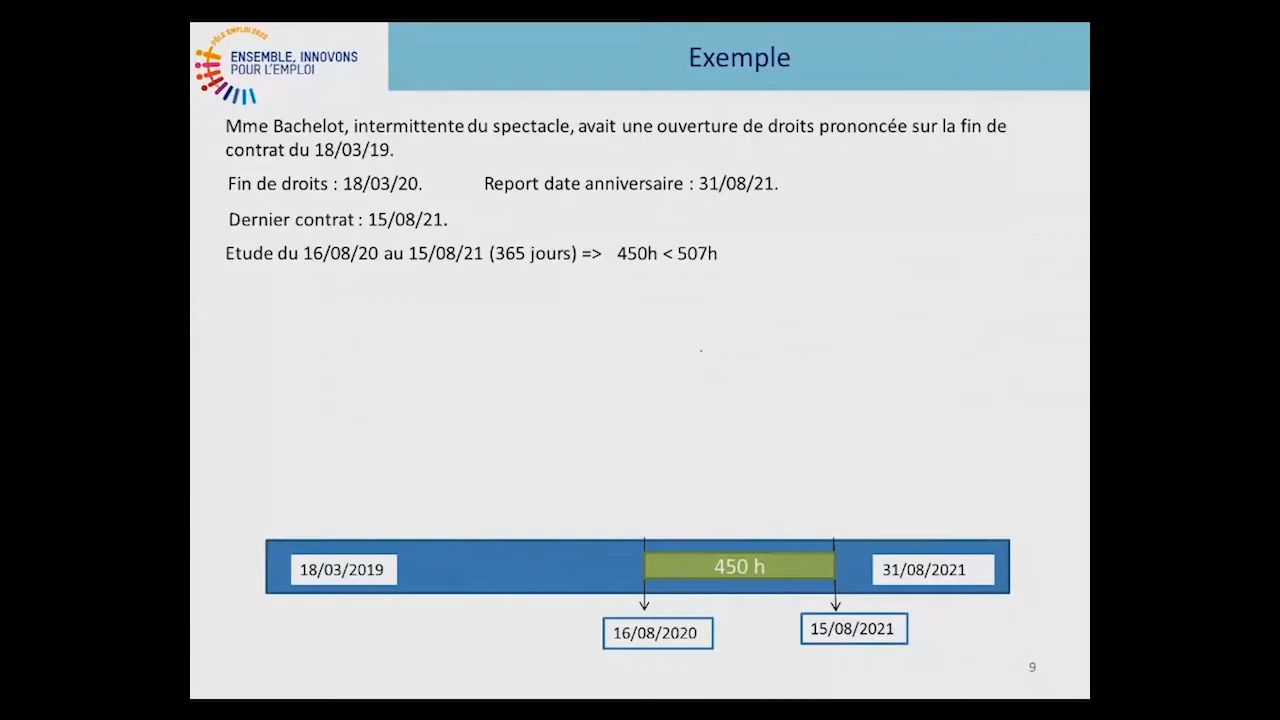 PÔLE EMPLOI 2020
ENSEMBLE, INNOVONS
POUR L'EMPLOI
Exemple
Mme Bachelot, intermittente du spectacle, avait une ouverture de droits prononcée sur la fin de
contrat du 18/03/19.
Fin de droits : 18/03/20. Report date anniversaire : 31/08/21.
Dernier contrat : 15/08/21.
Etude du 16/08/20 au 15/08/21 (365 jours) => 450h < 507h
18/03/2019 450 h 31/08/2021
16/08/2020 15/08/2021
9